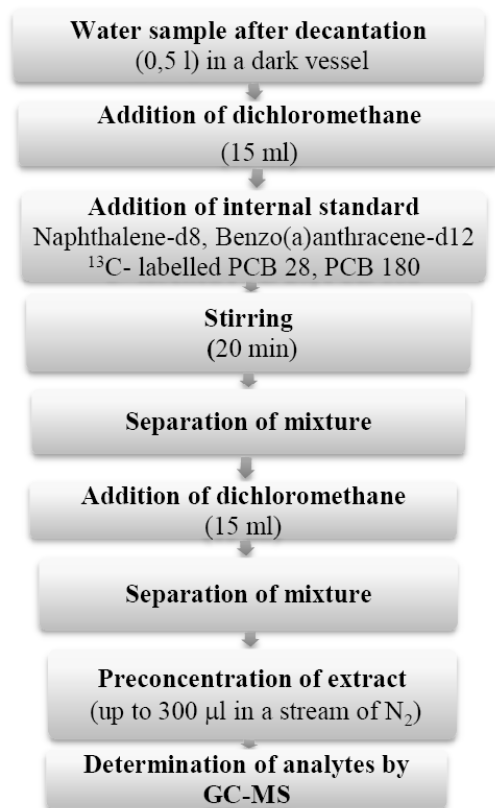 Water sample after decantation
(0,5 l) in a dark vessel
Addition of dichloromethane
(15 ml)
Addition of internal standard
Naphthalene-d8, Benzo(a)anthracene-d12
¹³C- labelled PCB 28, PCB 180
Stirring
(20 min)
Separation of mixture
Addition of dichloromethane
(15 ml)
Separation of mixture
Preconcentration of extract
(up to 300 µl in a stream of N₂)
Determination of analytes by
GC-MS